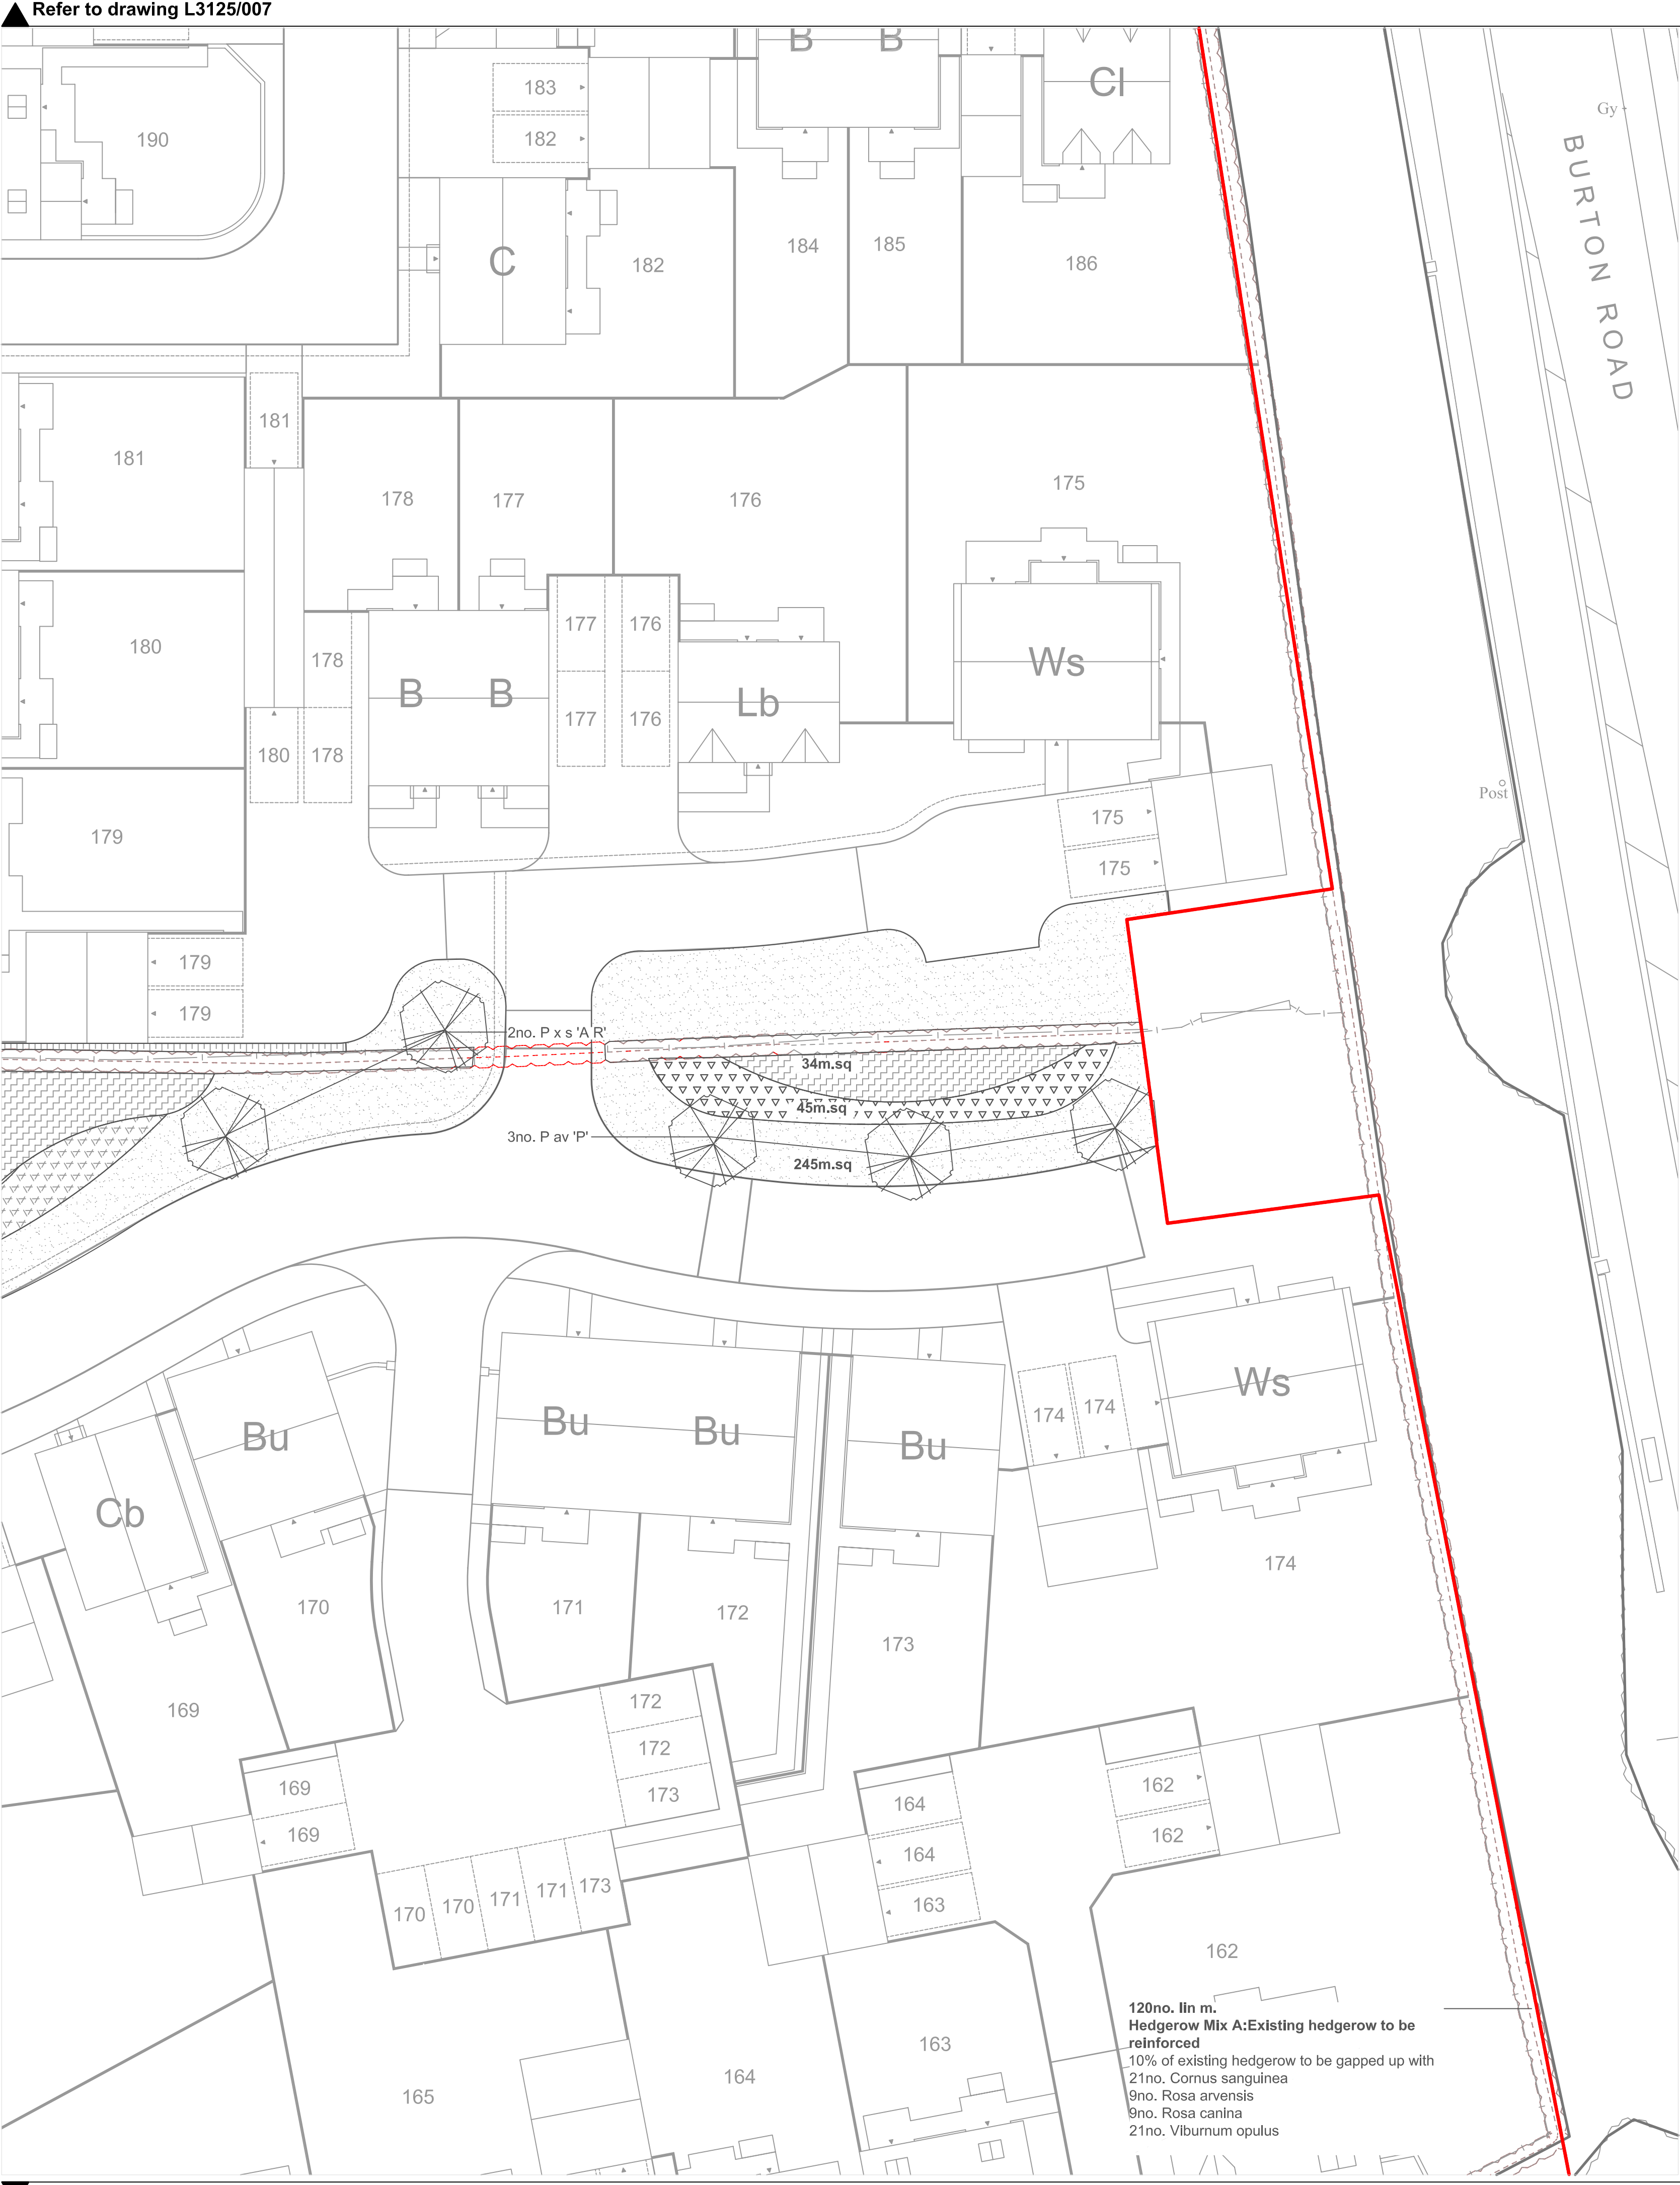 Refer to drawing L3125/007
B B
Cl
183
182
190
C
182
184
185
186
Gy
BURTON ROAD
181
181
178
177
176
175
180
178
177
176
B B
Lb
Ws
177
176
180
178
179
175
175
Post
179
179
2no. P x s 'A R'
34m.sq
45m.sq
3no. P av 'P'
245m.sq
Ws
Bu
Bu
Bu
Bu
174
174
Cb
174
170
171
172
173
169
172
172
173
169
169
164
164
163
162
162
170
170
171
171
173
162
165
164
163
120no. lin m.
Hedgerow Mix A:Existing hedgerow to be
reinforced
10% of existing hedgerow to be gapped up with
21no. Cornus sanguinea
9no. Rosa arvensis
9no. Rosa canina
21no. Viburnum opulus